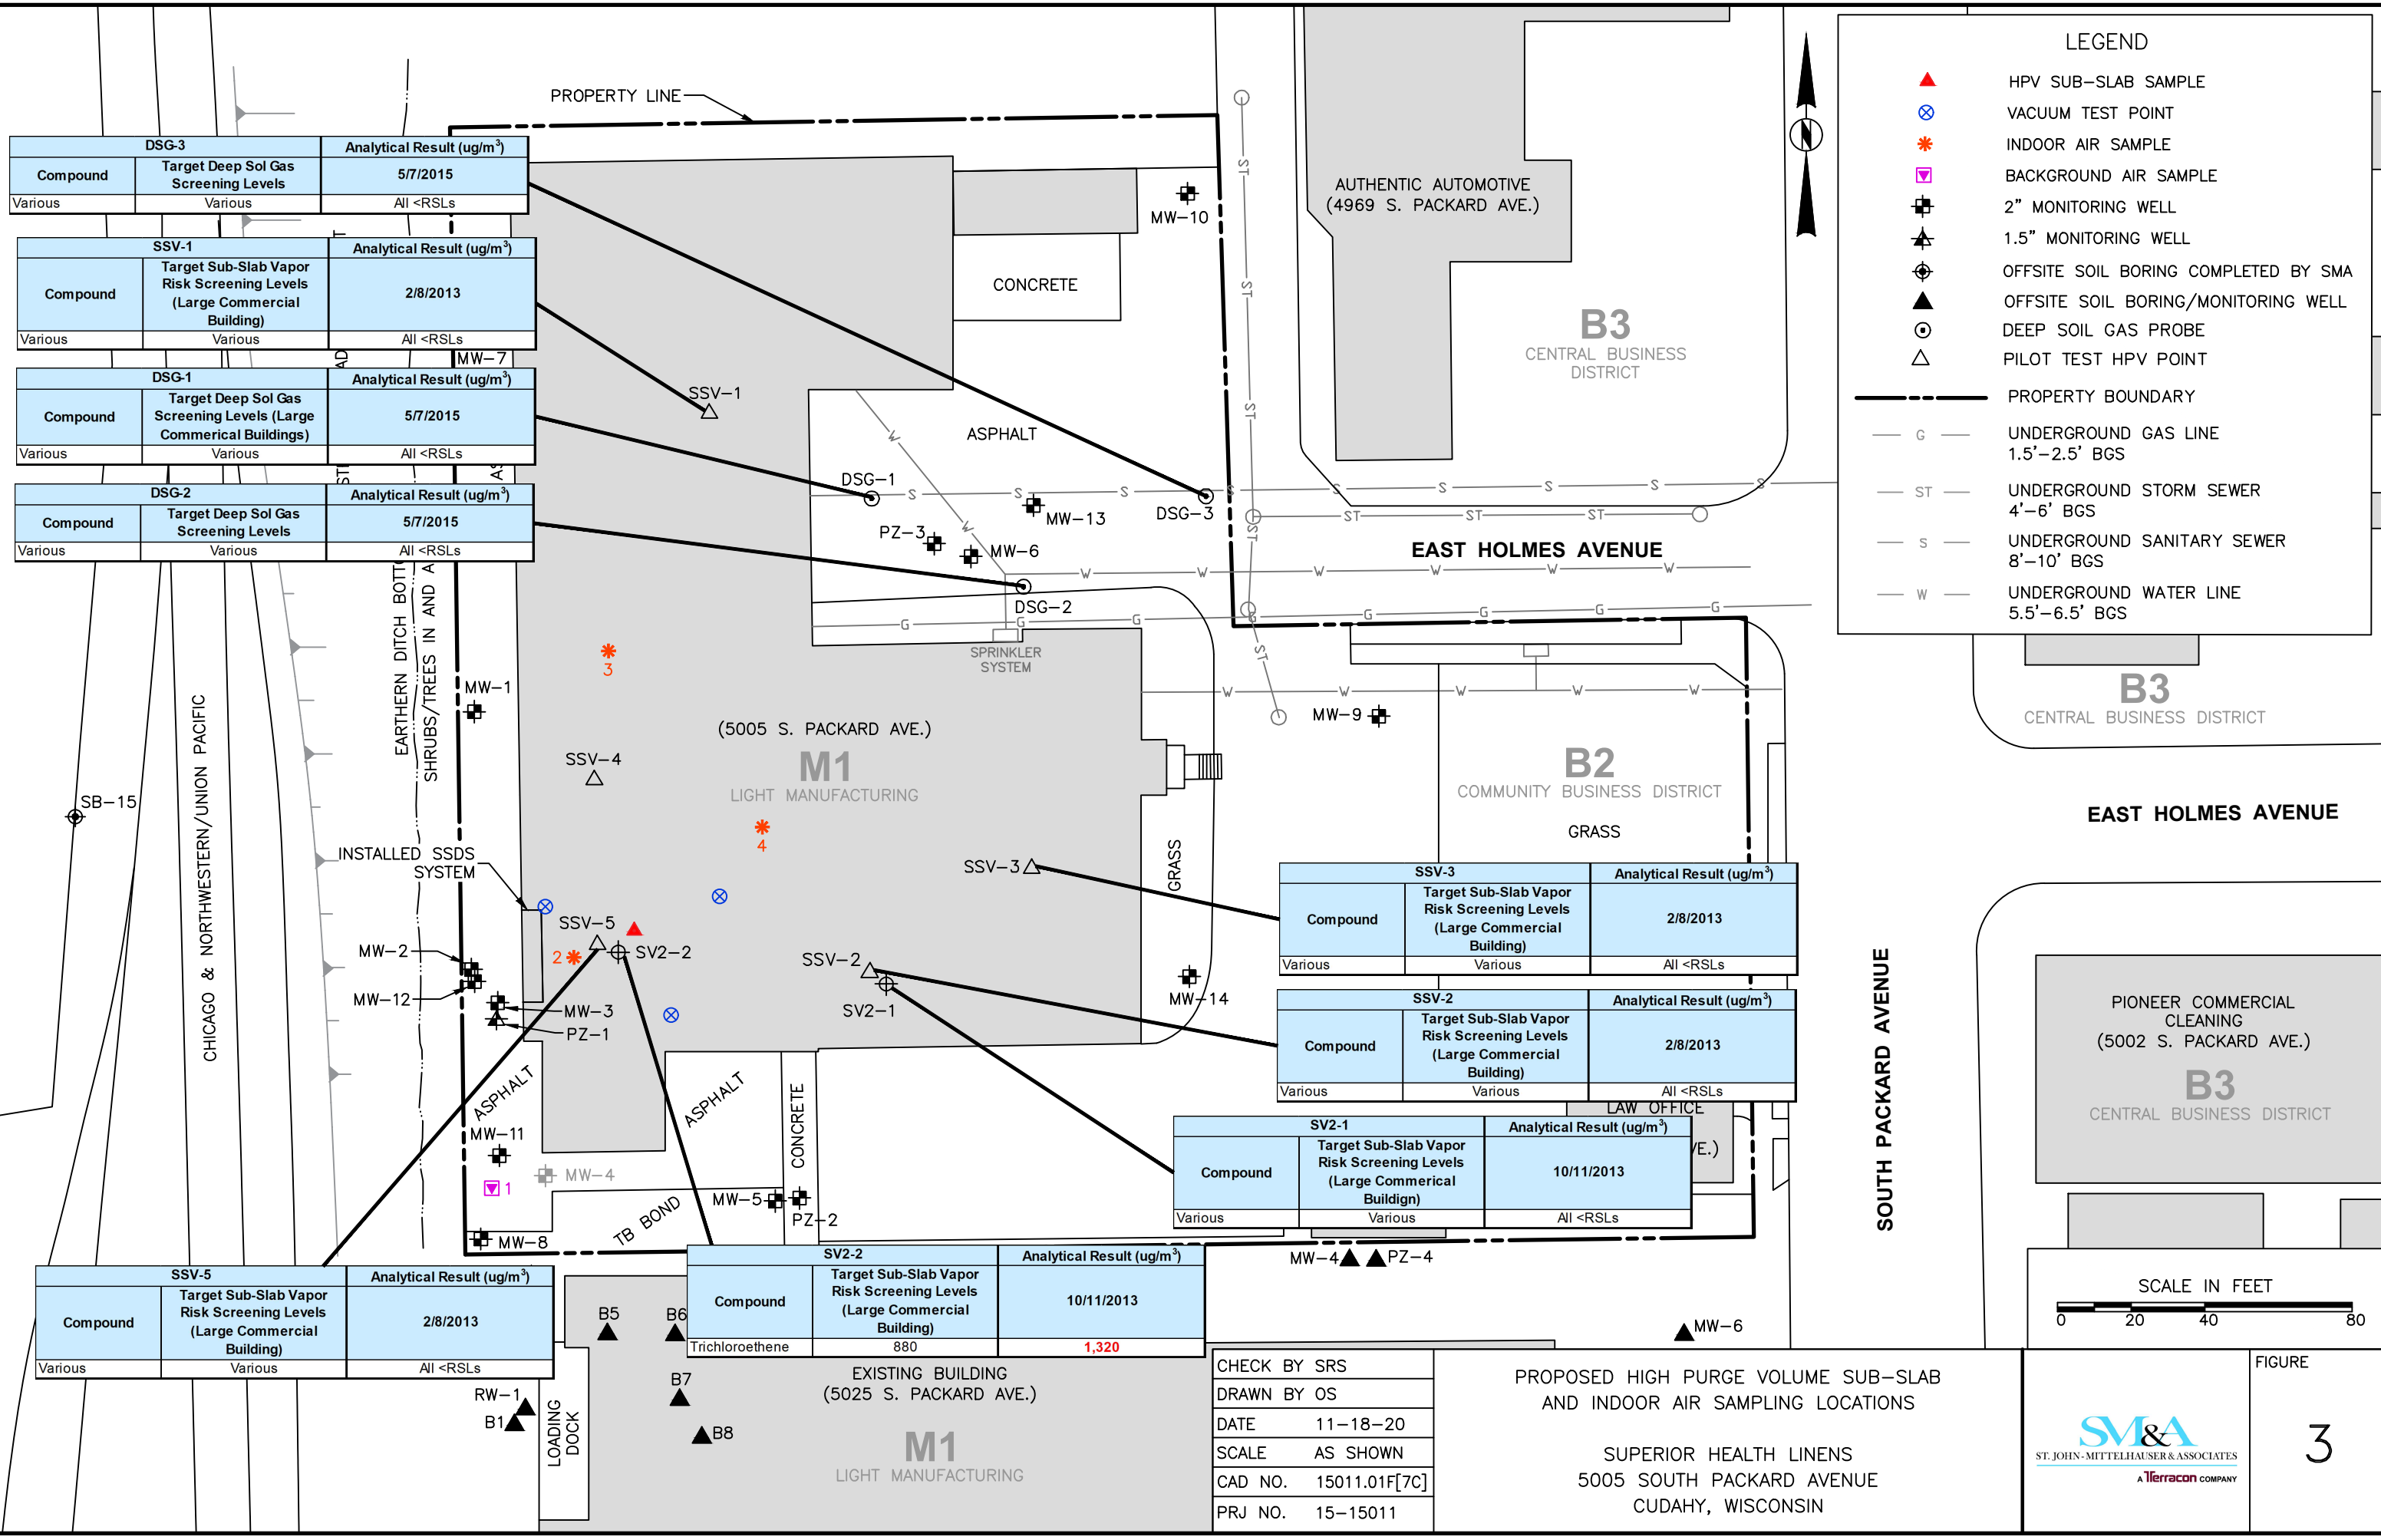 PROPERTY LINE
DSG-3
Analytical Result (ug/m³)
Compound
Target Deep Sol Gas
Screening Levels
5/7/2015
Various
Various
All <RSLs
SSV-1
Analytical Result (ug/m³)
Compound
Target Sub-Slab Vapor
Risk Screening Levels
(Large Commercial
Building)
2/8/2013
Various
Various
All <RSLs
MW-7
DSG-1
Analytical Result (ug/m³)
Compound
Target Deep Sol Gas
Screening Levels (Large
Commerical Buildings)
5/7/2015
Various
Various
All <RSLs
DSG-2
Analytical Result (ug/m³)
Compound
Target Deep Sol Gas
Screening Levels
5/7/2015
Various
Various
All <RSLs
MW-10
CONCRETE
AUTHENTIC AUTOMOTIVE
(4969 S. PACKARD AVE.)
B3
CENTRAL BUSINESS
DISTRICT
SSV-1
ASPHALT
DSG-1
MW-13
DSG-3
PZ-3
MW-6
DSG-2
S S S S S S S S S
ST ST ST ST ST ST ST ST
W W W W W W W W
G G G G G G G G
EAST HOLMES AVENUE
SPRINKLER
SYSTEM
W W W W W
LEGEND
HPV SUB-SLAB SAMPLE
VACUUM TEST POINT
INDOOR AIR SAMPLE
BACKGROUND AIR SAMPLE
2" MONITORING WELL
1.5" MONITORING WELL
OFFSITE SOIL BORING COMPLETED BY SMA
OFFSITE SOIL BORING/MONITORING WELL
DEEP SOIL GAS PROBE
PILOT TEST HPV POINT
PROPERTY BOUNDARY
G UNDERGROUND GAS LINE
1.5'-2.5' BGS
ST UNDERGROUND STORM SEWER
4'-6' BGS
S UNDERGROUND SANITARY SEWER
8'-10' BGS
W UNDERGROUND WATER LINE
5.5'-6.5' BGS
N
B3
CENTRAL BUSINESS DISTRICT
EAST HOLMES AVENUE
EARTHERN DITCH BOTT
SHRUBS/TREES IN AND A
CHICAGO & NORTHWESTERN/UNION PACIFIC
MW-1
3
(5005 S. PACKARD AVE.)
M1
LIGHT MANUFACTURING
SSV-4
4
MW-9
B2
COMMUNITY BUSINESS DISTRICT
GRASS
SB-15
INSTALLED SSDS
SYSTEM
SSV-3
GRASS
SSV-5
2
SV2-2
SSV-2
SV2-1
MW-14
MW-2
MW-12
MW-3
PZ-1
SSV-3
Analytical Result (ug/m³)
Compound
Target Sub-Slab Vapor
Risk Screening Levels
(Large Commercial
Building)
2/8/2013
Various
Various
All <RSLs
SSV-2
Analytical Result (ug/m³)
Compound
Target Sub-Slab Vapor
Risk Screening Levels
(Large Commercial
Building)
2/8/2013
Various
Various
All <RSLs
LAW OFFICE
VE.)
SV2-1
Analytical Result (ug/m³)
Compound
Target Sub-Slab Vapor
Risk Screening Levels
(Large Commerical
Buildign)
10/11/2013
Various
Various
All <RSLs
SOUTH PACKARD AVENUE
PIONEER COMMERCIAL
CLEANING
(5002 S. PACKARD AVE.)
B3
CENTRAL BUSINESS DISTRICT
ASPHALT
ASPHALT
CONCRETE
MW-11
MW-4
1
MW-8
TB BOND
MW-5
PZ-2
MW-4
PZ-4
MW-6
SSV-5
Analytical Result (ug/m³)
Compound
Target Sub-Slab Vapor
Risk Screening Levels
(Large Commercial
Building)
2/8/2013
Various
Various
All <RSLs
SV2-2
Analytical Result (ug/m³)
Compound
Target Sub-Slab Vapor
Risk Screening Levels
(Large Commercial
Building)
10/11/2013
Trichloroethene
880
1,320
B5
B6
B7
B8
RW-1
B1
LOADING
DOCK
EXISTING BUILDING
(5025 S. PACKARD AVE.)
M1
LIGHT MANUFACTURING
SCALE IN FEET
0 20 40 80
CHECK BY SRS
DRAWN BY OS
DATE 11-18-20
SCALE AS SHOWN
CAD NO. 15011.01F[7C]
PRJ NO. 15-15011
PROPOSED HIGH PURGE VOLUME SUB-SLAB
AND INDOOR AIR SAMPLING LOCATIONS
SUPERIOR HEALTH LINENS
5005 SOUTH PACKARD AVENUE
CUDAHY, WISCONSIN
SM&A
ST. JOHN-MITTELHAUSER & ASSOCIATES
A Terracon COMPANY
FIGURE
3